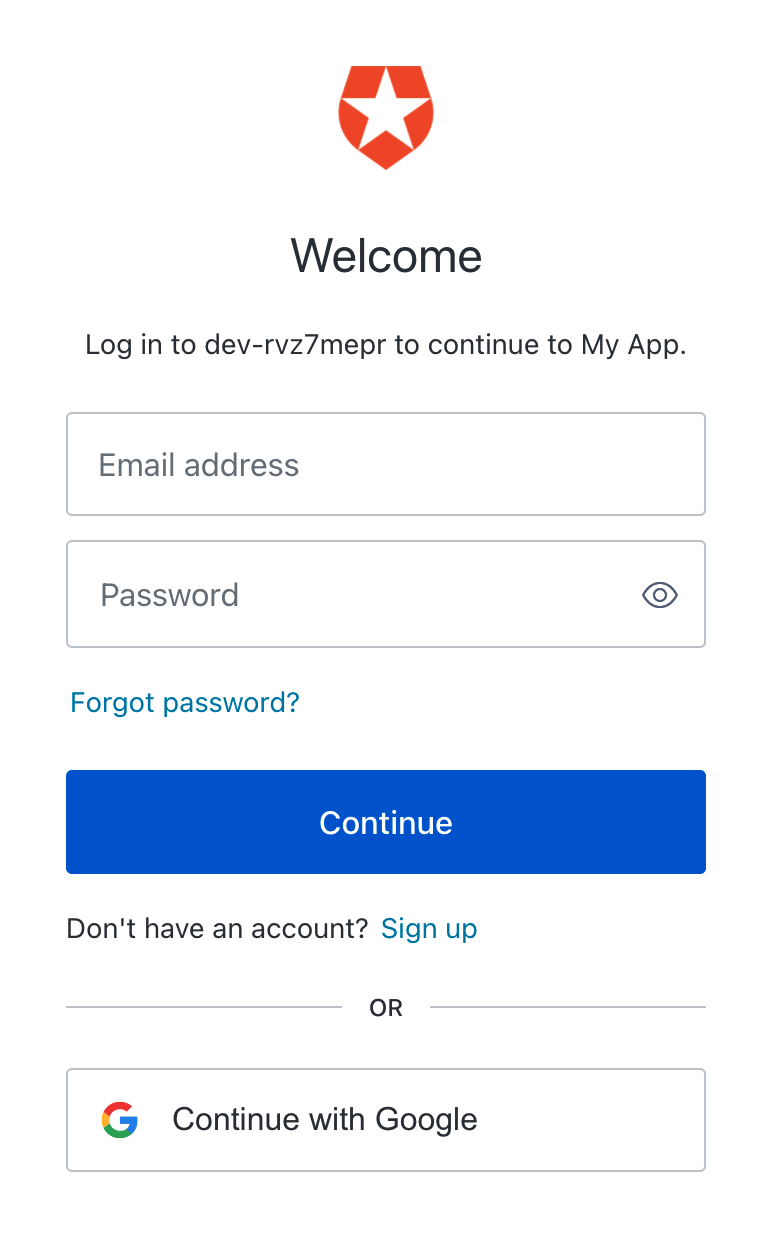 Welcome
Log in to dev-rvz7mepr to continue to My App.
Email address
Password
Forgot password?
Continue
Don't have an account? Sign up
OR
Continue with Google